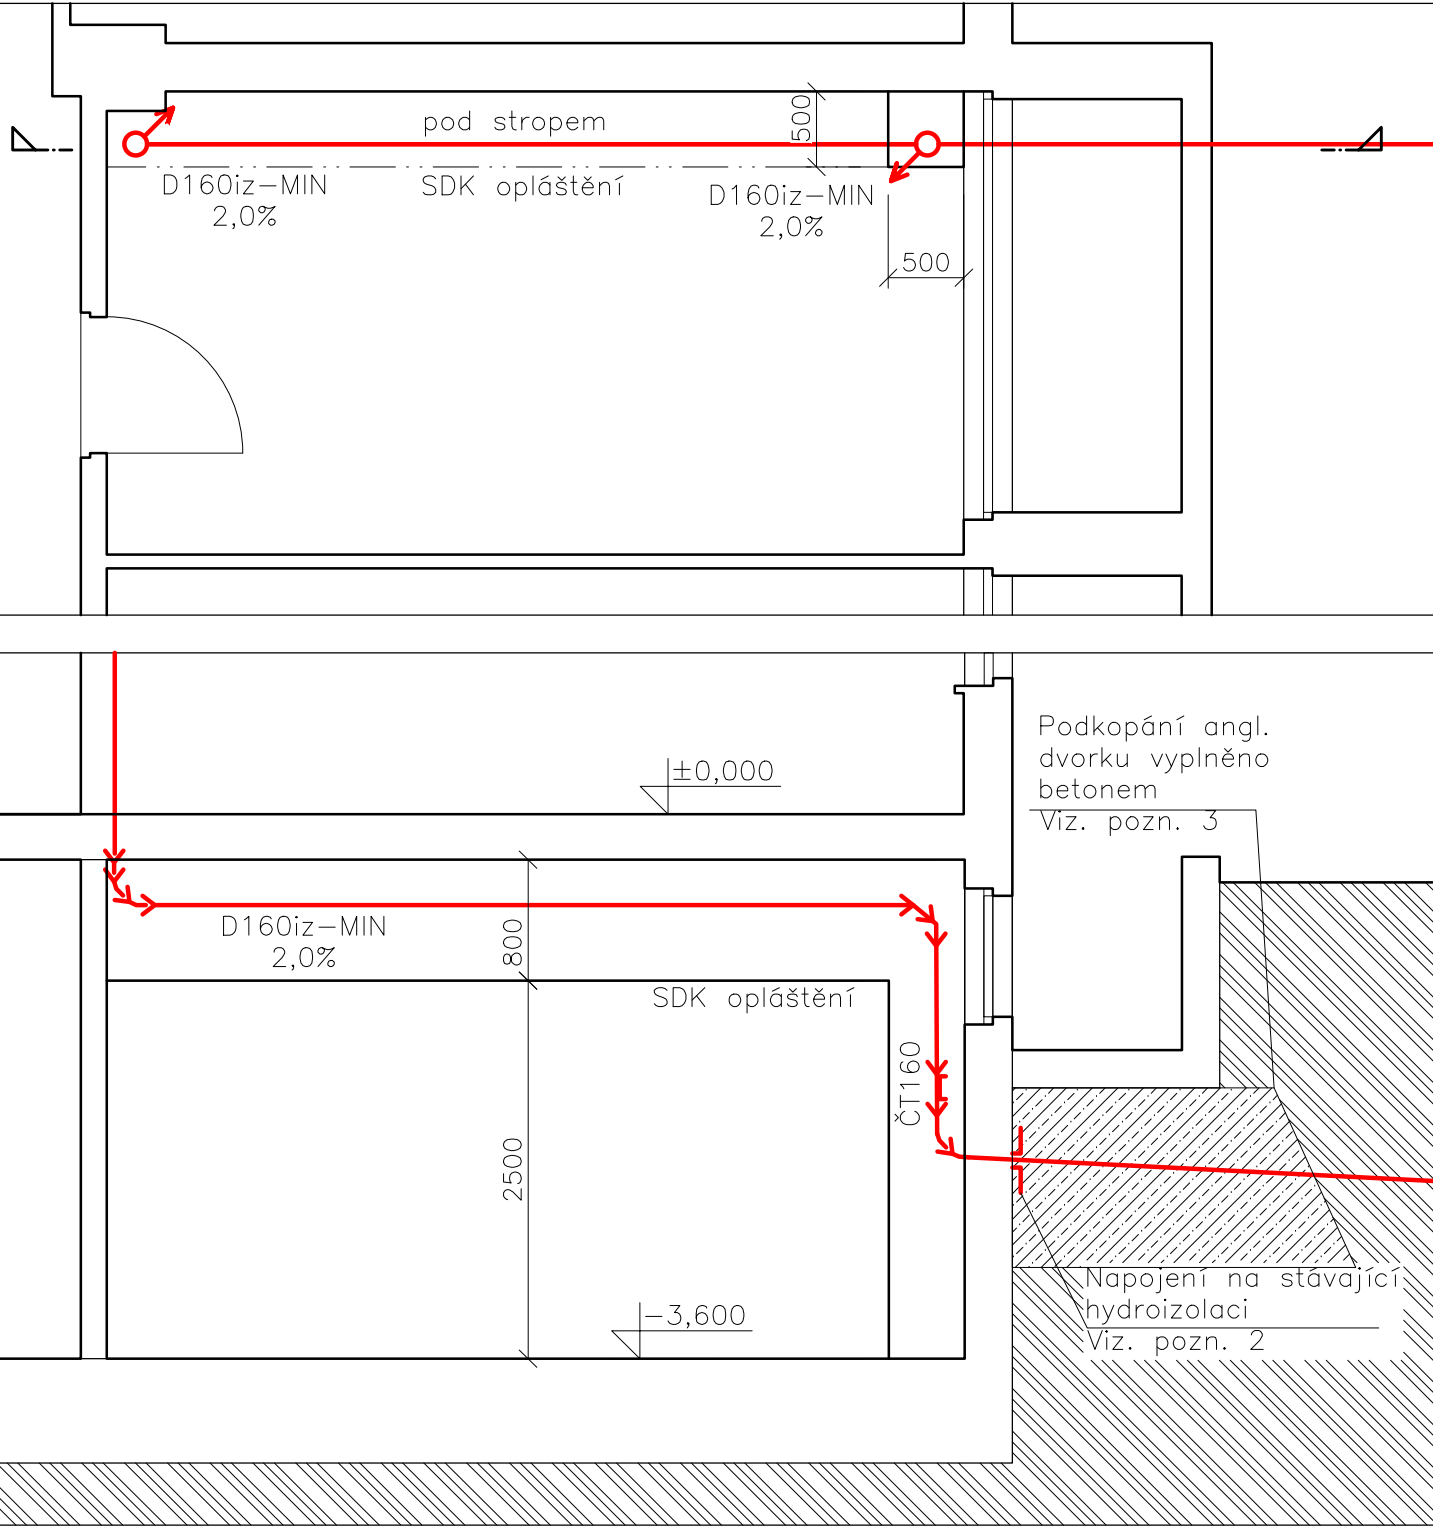 pod stropem
500
D160iz-MIN
2,0%
SDK opláštění
D160iz-MIN
2,0%
500
±0,000
Podkopání angl.
dvorku vyplněno
betonem
Viz. pozn. 3
D160iz-MIN
2,0%
800
SDK opláštění
ČT160
2500
-3,600
Napojení na stávající
hydroizolaci
Viz. pozn. 2